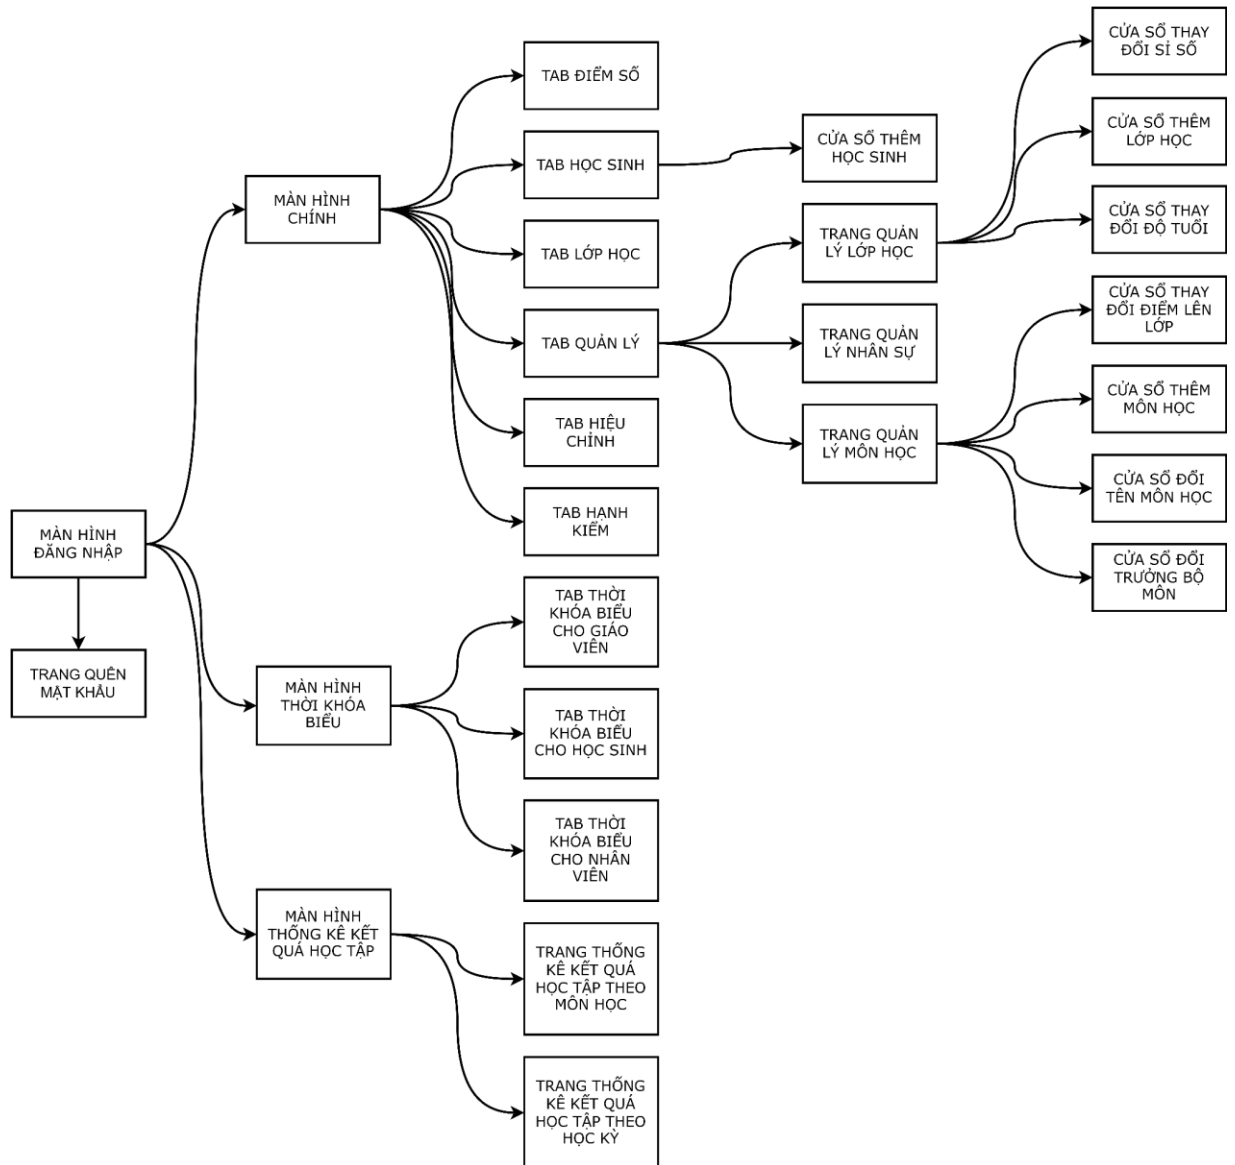 MÀN HÌNH
ĐĂNG NHẬP
TRANG QUÊN
MẬT KHẨU
MÀN HÌNH
CHÍNH
MÀN HÌNH
THỜI KHÓA
BIỂU
MÀN HÌNH
THỐNG KÊ KẾT
QUẢ HỌC TẬP
TAB ĐIỂM SỐ
TAB HỌC SINH
TAB LỚP HỌC
TAB QUẢN LÝ
TAB HIỆU
CHỈNH
TAB HẠNH
KIỂM
TAB THỜI
KHÓA BIỂU
CHO GIÁO
VIÊN
TAB THỜI
KHÓA BIỂU
CHO HỌC SINH
TAB THỜI
KHÓA BIỂU
CHO NHÂN
VIÊN
TRANG THỐNG
KÊ KẾT QUẢ
HỌC TẬP THEO
MÔN HỌC
TRANG THỐNG
KÊ KẾT QUẢ
HỌC TẬP THEO
HỌC KỲ
CỬA SỔ THÊM
HỌC SINH
TRANG QUẢN
LÝ LỚP HỌC
TRANG QUẢN
LÝ NHÂN SỰ
TRANG QUẢN
LÝ MÔN HỌC
CỬA SỔ THAY
ĐỔI SỈ SỐ
CỬA SỔ THÊM
LỚP HỌC
CỬA SỔ THAY
ĐỔI ĐỘ TUỔI
CỬA SỔ THAY
ĐỔI ĐIỂM LÊN
LỚP
CỬA SỔ THÊM
MÔN HỌC
CỬA SỔ ĐỔI
TÊN MÔN HỌC
CỬA SỔ ĐỔI
TRƯỞNG BỘ
MÔN